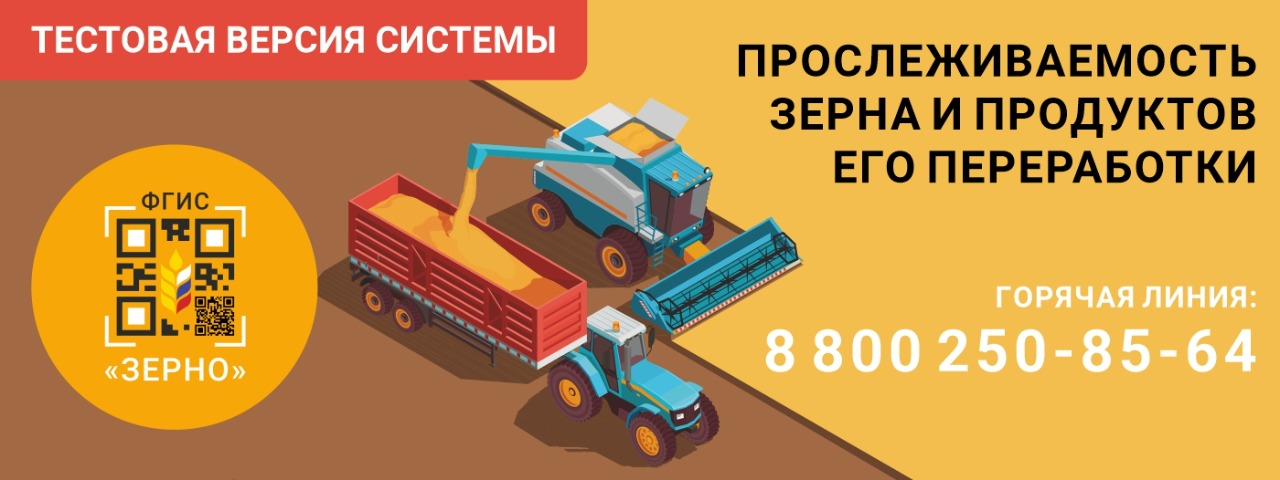 ТЕСТОВАЯ ВЕРСИЯ СИСТЕМЫ
ПРОСЛЕЖИВАЕМОСТЬ
ЗЕРНА И ПРОДУКТОВ
ЕГО ПЕРЕРАБОТКИ
ФГИС
«ЗЕРНО»
ГОРЯЧАЯ ЛИНИЯ:
8 800 250-85-64